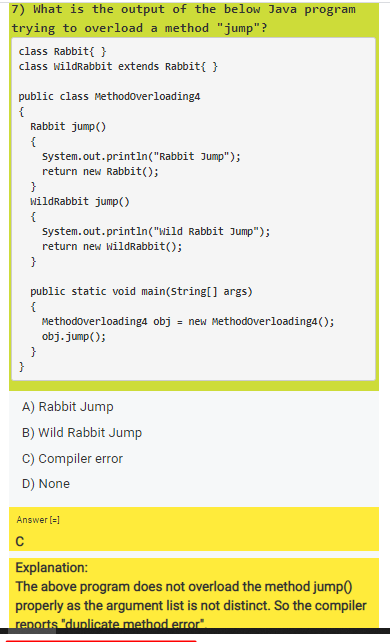 7) What is the output of the below Java program
trying to overload a method "jump"?
class Rabbit{ }
class WildRabbit extends Rabbit{ }
public class MethodOverloading4
{
Rabbit jump()
{
System.out.println("Rabbit Jump");
return new Rabbit();
}
WildRabbit jump()
{
System.out.println("Wild Rabbit Jump");
return new WildRabbit();
}
public static void main(String[] args)
{
MethodOverloading4 obj = new MethodOverloading4();
obj.jump();
}
}
A) Rabbit Jump
B) Wild Rabbit Jump
C) Compiler error
D) None
Answer [=]
C
Explanation:
The above program does not overload the method jump()
properly as the argument list is not distinct. So the compiler
reports "duplicate method error".